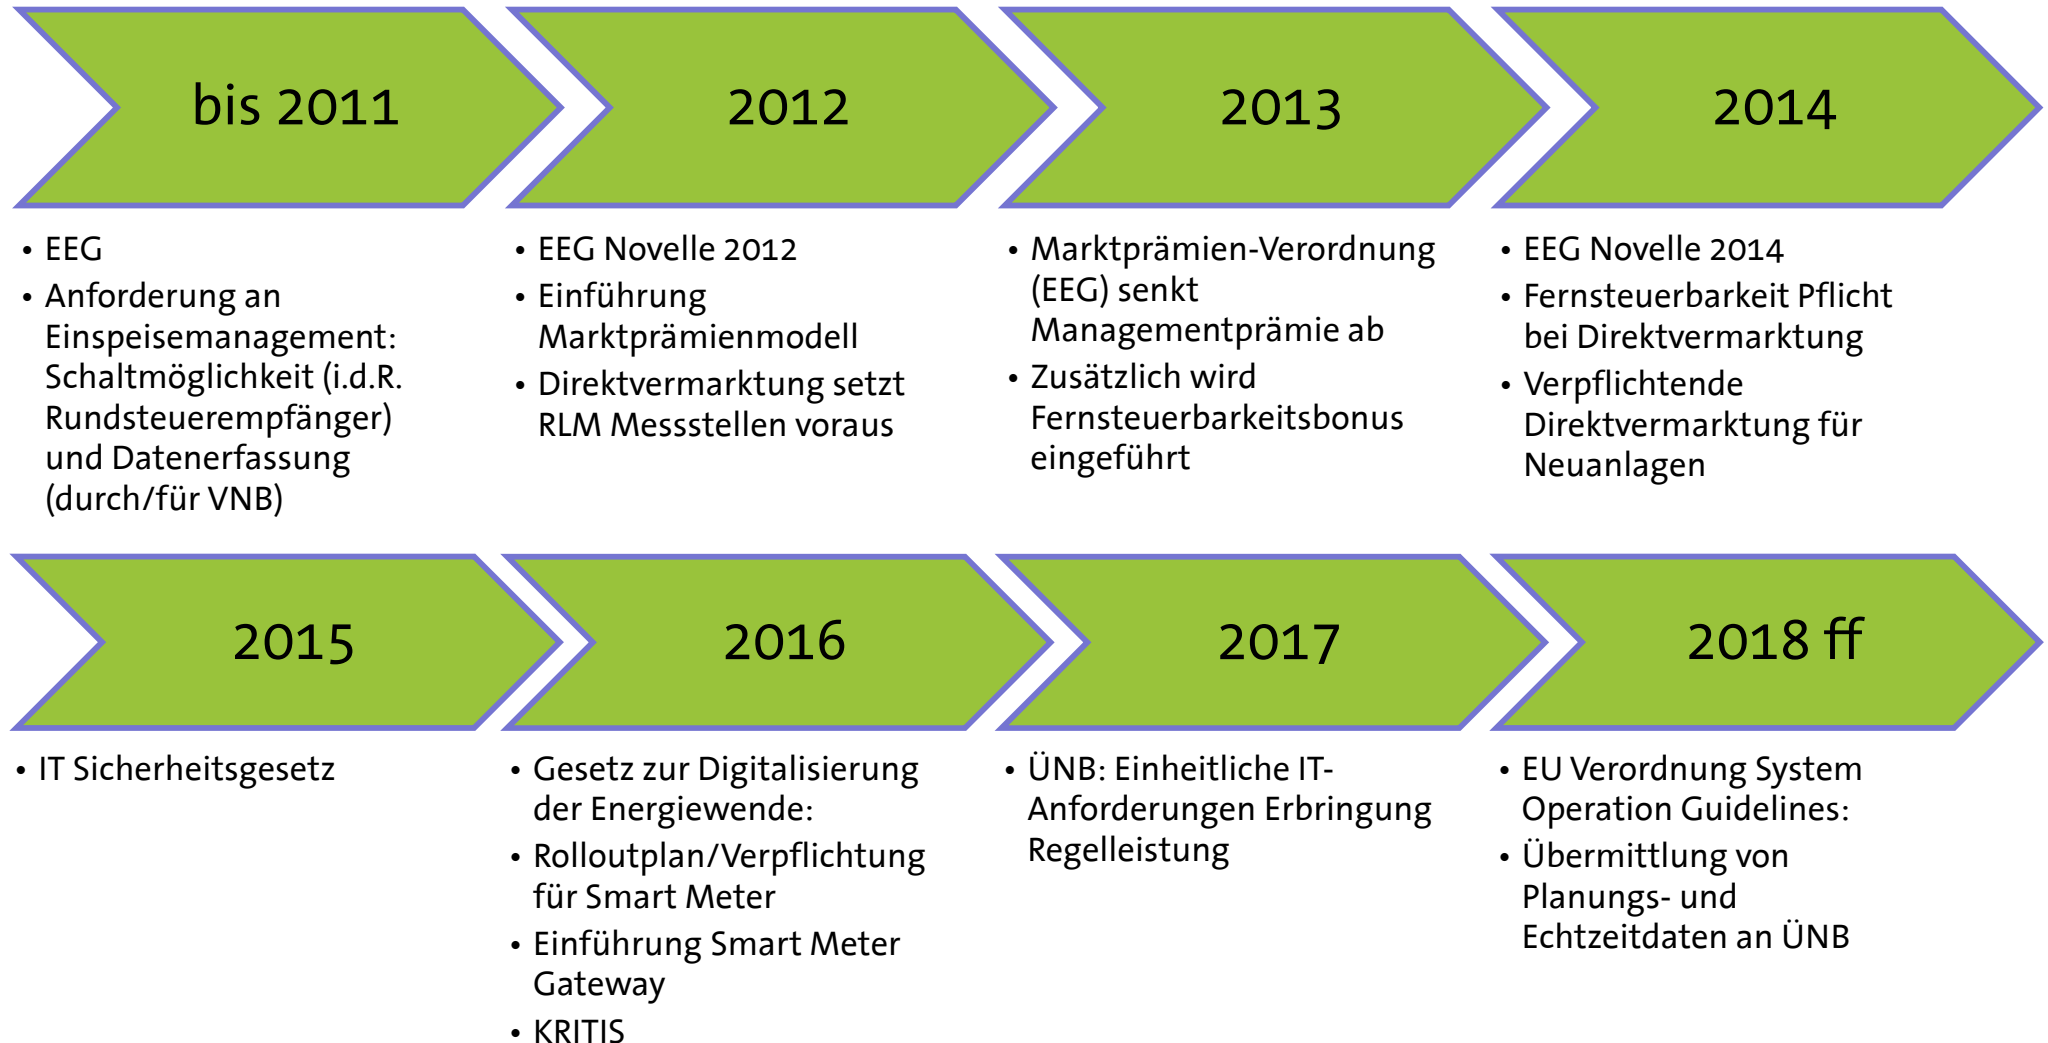 bis 2011
• EEG
• Anforderung an
Einspeisemanagement:
Schaltmöglichkeit (i.d.R.
Rundsteuerempfänger)
und Datenerfassung
(durch/für VNB)
2012
• EEG Novelle 2012
• Einführung
Marktprämienmodell
• Direktvermarktung setzt
RLM Messstellen voraus
2013
• Marktprämien-Verordnung
(EEG) senkt
Managementprämie ab
• Zusätzlich wird
Fernsteuerbarkeitsbonus
eingeführt
2014
• EEG Novelle 2014
• Fernsteuerbarkeit Pflicht
bei Direktvermarktung
• Verpflichtende
Direktvermarktung für
Neuanlagen
2015
• IT Sicherheitsgesetz
2016
• Gesetz zur Digitalisierung
der Energiewende:
• Rolloutplan/Verpflichtung
für Smart Meter
• Einführung Smart Meter
Gateway
• KRITIS
2017
• ÜNB: Einheitliche IT-
Anforderungen Erbringung
Regelleistung
2018 ff
• EU Verordnung System
Operation Guidelines:
• Übermittlung von
Planungs- und
Echtzeitdaten an ÜNB